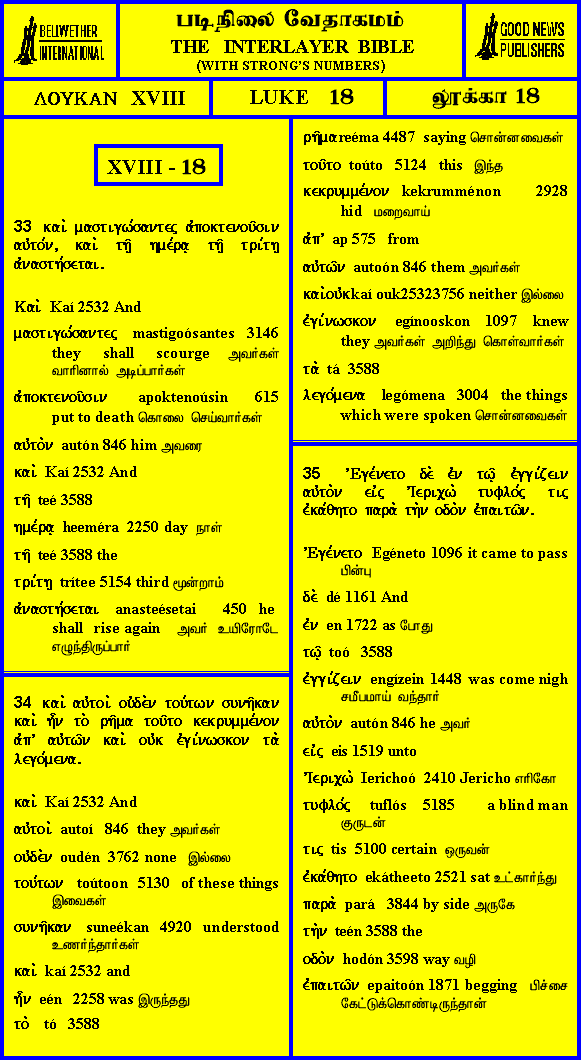 BELIWETHER
INTERNATIONAL
படிநிலை வேதாகமம்
THE INTERLAYER BIBLE
(WITH STRONG'S NUMBERS)
GOOD NEWS
PUBLISHERS
ΛΟΥΚΑΝ XVIII
LUKE 18
லூக்கா 18
XVIII - 18
33 καὶ μαστιγώσαντες ἀποκτενοῦσιν
αὐτόν, καὶ τῇ ημέρᾳ τῇ τρίτῃ
ἀναστήσεται.
Καὶ Kaí 2532 And
μαστιγώσαντες mastigoósantes 3146
they shall scourge அவர்கள்
வாரினால் அடிப்பார்கள்
ἀποκτενοῦσιν apoktenoúsin 615
put to death கொலை செய்வார்கள்
αὐτὸν autón 846 him அவரை
καὶ Kaí 2532 And
τῇ teé 3588
ημέρᾳ heeméra 2250 day நாள்
τῇ teé 3588 the
τρίτῃ trítee 5154 third மூன்றாம்
ἀναστήσεται anasteésetai 450 he
shall rise again அவர் உயிரோடே
எழுந்திருப்பார்
34 καὶ αὐτοὶ οὐδὲν τούτων συνῆκαν
καὶ ἦν τὸ ρῆμα τοῦτο κεκρυμμένον
ἀπ' αὐτῶν καὶ οὐκ ἐγίνωσκον τὰ
λεγόμενα.
καὶ Kaí 2532 And
αὐτοὶ autoí 846 they அவர்கள்
οὐδὲν oudén 3762 none இல்லை
τούτων toútoon 5130 of these things
இவைகள்
συνῆκαν suneékan 4920 understood
உணர்ந்தார்கள்
καὶ kaí 2532 and
ἦν eén 2258 was இருந்தது
τὸ tó 3588
ρῆμα reéma 4487 saying சொன்னவைகள்
τοῦτο toúto 5124 this இந்த
κεκρυμμένον kekrumménon 2928
hid மறைவாய்
ἀπ' ap 575 from
αὐτῶν autoón 846 them அவர்கள்
καὶοὐκ kaí ouk25323756 neither இல்லை
ἐγίνωσκον egínooskon 1097 knew
they அவர்கள் அறிந்து கொள்வார்கள்
τὰ tá 3588
λεγόμενα legómena 3004 the things
which were spoken சொன்னவைகள்
35 Ἐγένετο δὲ ἐν τῷ ἐγγίζειν
αὐτὸν εἰς Ἰεριχὼ τυφλός τις
ἐκάθητο παρὰ τὴν οδὸν ἐπαιτῶν.
Ἐγένετο Egéneto 1096 it came to pass
பின்பு
δὲ dé 1161 And
ἐν en 1722 as போது
τῷ toó 3588
ἐγγίζειν engízein 1448 was come nigh
சமீபமாய் வந்தார்
αὐτὸν autón 846 he அவர்
εἰς eis 1519 unto
Ἰεριχὼ Ierichoó 2410 Jericho எரிகோ
τυφλός tuflós 5185 a blind man
குருடன்
τις tis 5100 certain ஒருவன்
ἐκάθητο ekátheeto 2521 sat உட்கார்ந்து
παρὰ pará 3844 by side அருகே
τὴν teén 3588 the
οδὸν hodón 3598 way வழி
ἐπαιτῶν epaitoón 1871 begging பிச்சை
கேட்டுக்கொண்டிருந்தான்